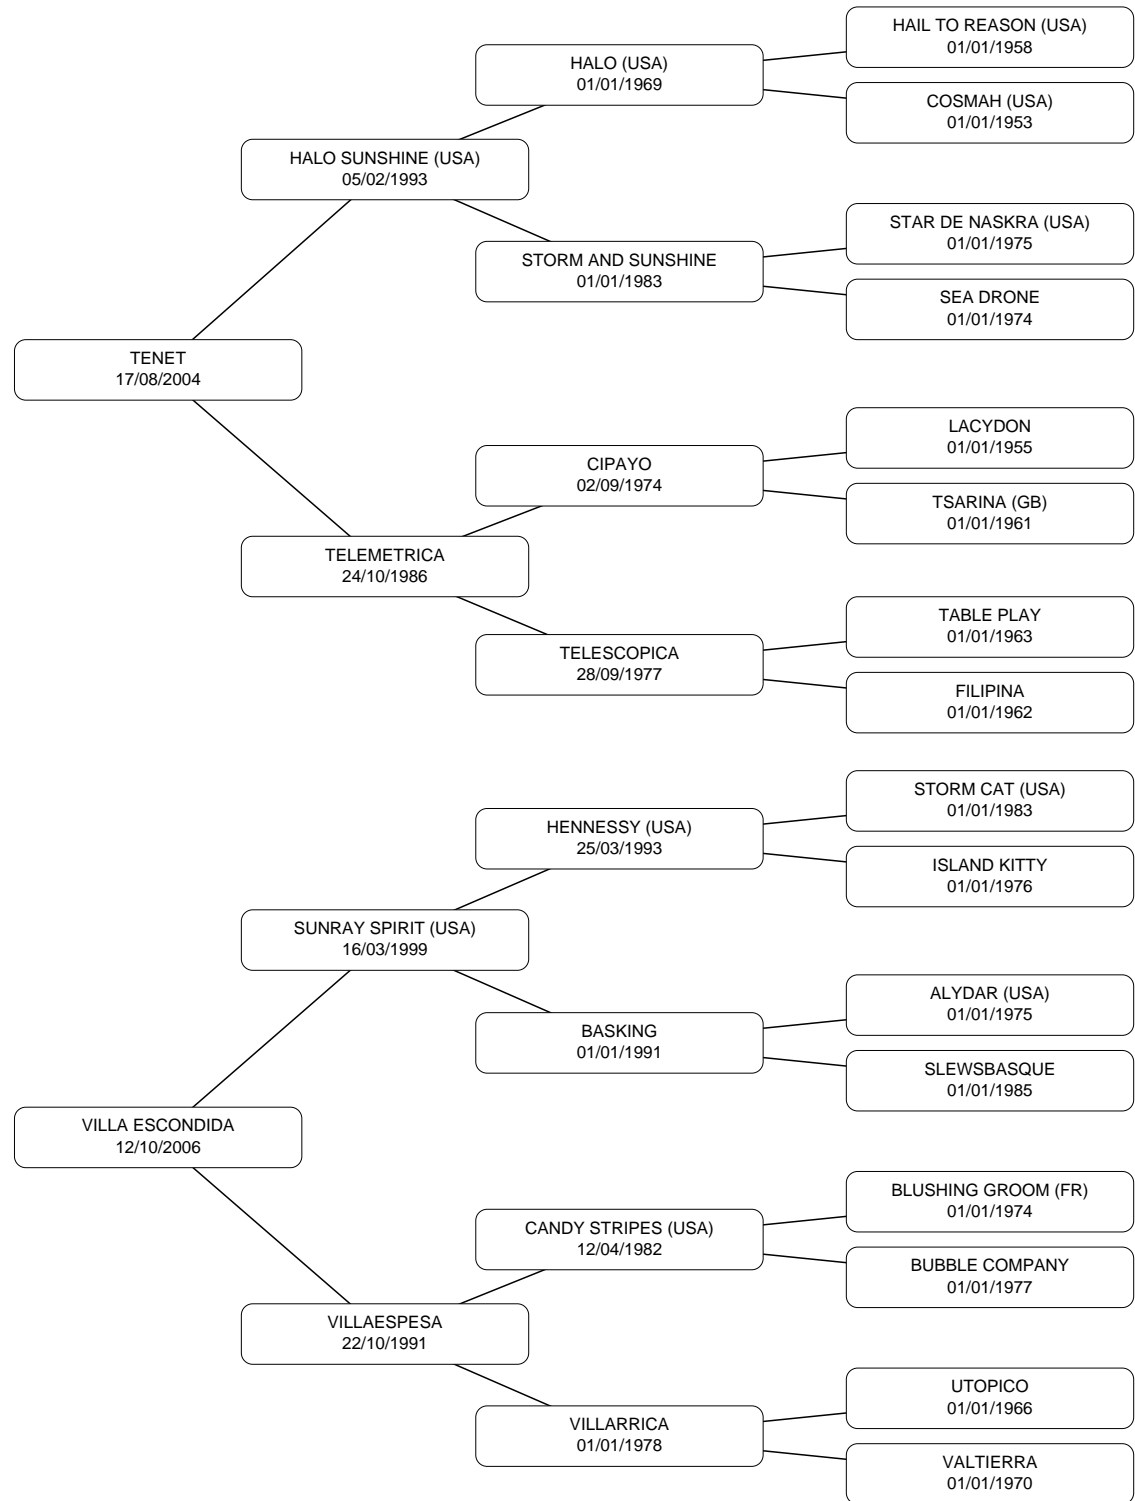 HAIL TO REASON (USA)
01/01/1958
HALO (USA)
01/01/1969
COSMAH (USA)
01/01/1953
HALO SUNSHINE (USA)
05/02/1993
STAR DE NASKRA (USA)
01/01/1975
STORM AND SUNSHINE
01/01/1983
SEA DRONE
01/01/1974
TENET
17/08/2004
LACYDON
01/01/1955
CIPAYO
02/09/1974
TSARINA (GB)
01/01/1961
TELEMETRICA
24/10/1986
TABLE PLAY
01/01/1963
TELESCOPICA
28/09/1977
FILIPINA
01/01/1962
STORM CAT (USA)
01/01/1983
HENNESSY (USA)
25/03/1993
ISLAND KITTY
01/01/1976
SUNRAY SPIRIT (USA)
16/03/1999
ALYDAR (USA)
01/01/1975
BASKING
01/01/1991
SLEWSBASQUE
01/01/1985
VILLA ESCONDIDA
12/10/2006
BLUSHING GROOM (FR)
01/01/1974
CANDY STRIPES (USA)
12/04/1982
BUBBLE COMPANY
01/01/1977
VILLAESPESA
22/10/1991
UTOPICO
01/01/1966
VILLARRICA
01/01/1978
VALTIERRA
01/01/1970